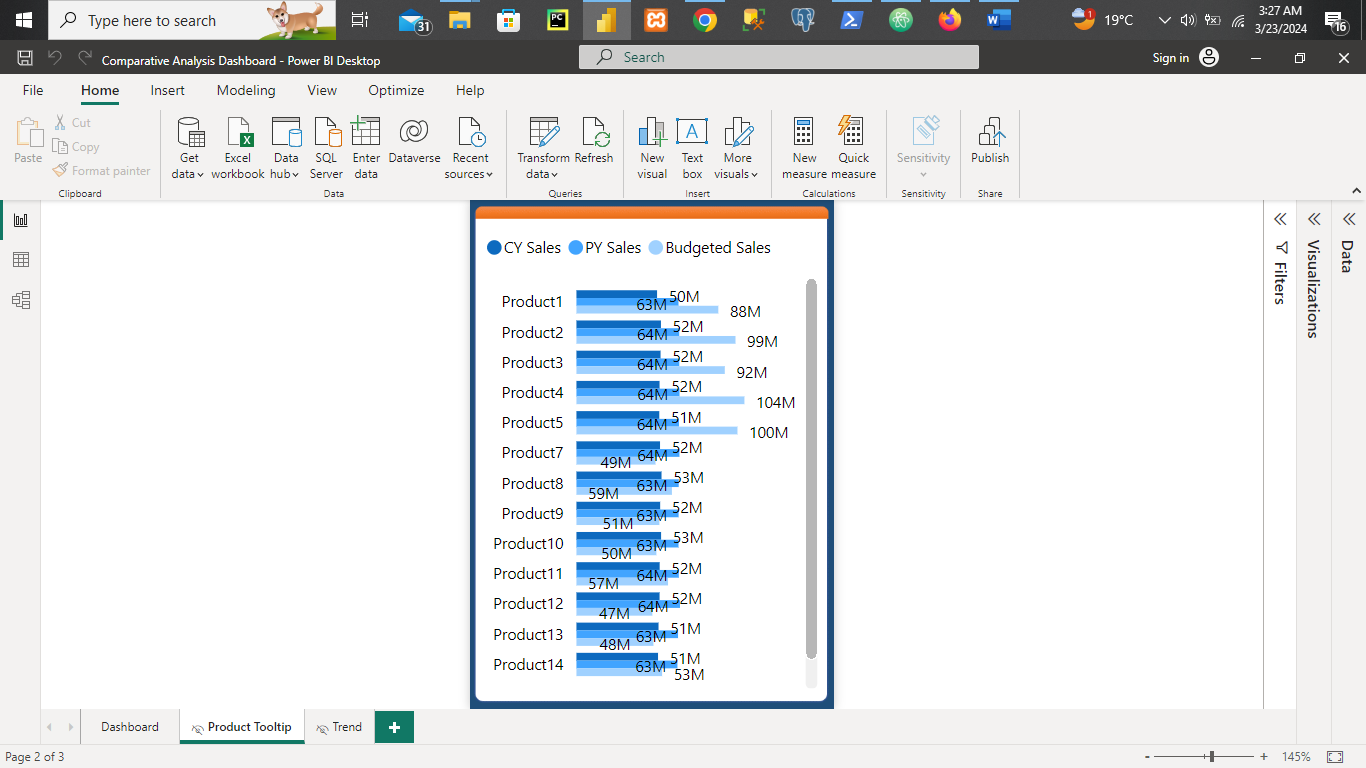 Type here to search
31
PC
19°C
1
3:27 AM
3/23/2024
16
Comparative Analysis Dashboard - Power BI Desktop
Search
Sign in
File Home Insert Modeling View Optimize Help
Paste
Cut
Copy
Format painter
Clipboard
Get data
Excel workbook
Data hub
SQL Server
Enter data
Dataverse
Recent sources
Data
Transform data
Refresh
Queries
New visual
Text box
More visuals
Insert
New measure
Quick measure
Calculations
Sensitivity
Sensitivity
Publish
Share
CY Sales PY Sales Budgeted Sales
Product1 50M 63M 88M
Product2 52M 64M 99M
Product3 52M 64M 92M
Product4 52M 64M 104M
Product5 51M 64M 100M
Product7 52M 64M 49M
Product8 53M 63M 59M
Product9 52M 63M 51M
Product10 53M 63M 50M
Product11 52M 64M 57M
Product12 52M 64M 47M
Product13 51M 63M 48M
Product14 51M 63M 53M
Filters
Visualizations
Data
Dashboard Product Tooltip Trend
Page 2 of 3
145%